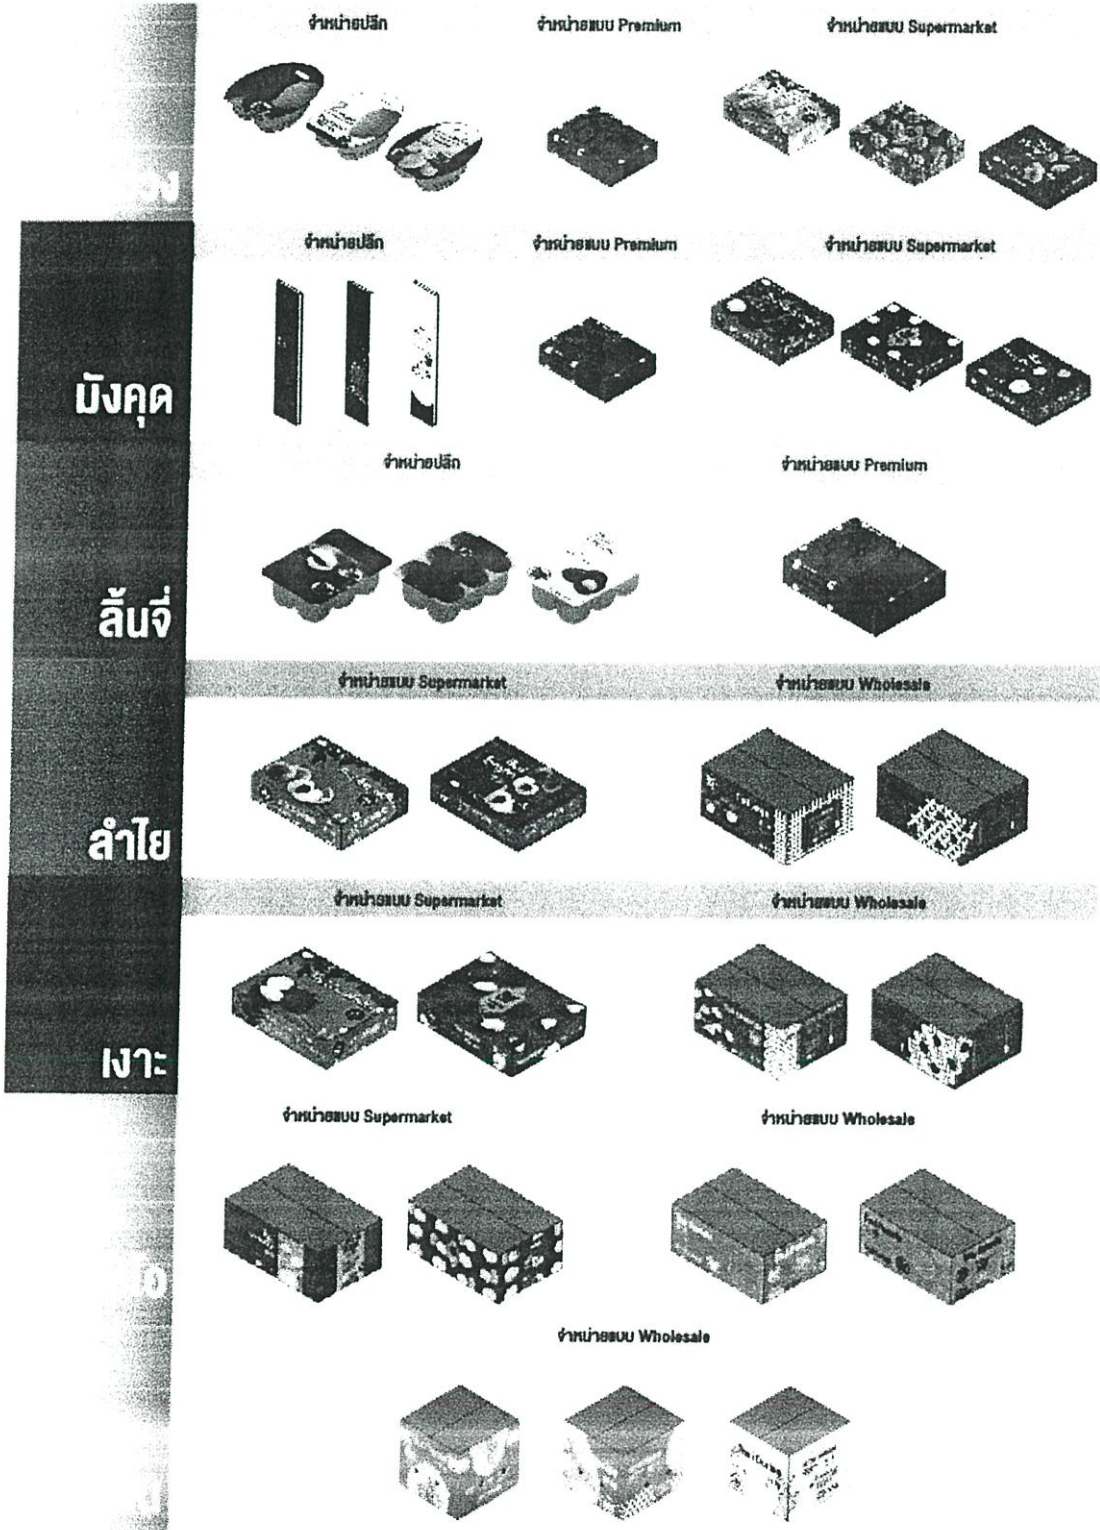 จำหน่ายปลีก จำหน่ายแบบ Premium จำหน่ายแบบ Supermarket
จำหน่ายปลีก จำหน่ายแบบ Premium จำหน่ายแบบ Supermarket
มังคุด
จำหน่ายปลีก จำหน่ายแบบ Premium
ลิ้นจี่
จำหน่ายแบบ Supermarket จำหน่ายแบบ Wholesale
ลำไย
จำหน่ายแบบ Supermarket จำหน่ายแบบ Wholesale
เงาะ
จำหน่ายแบบ Supermarket จำหน่ายแบบ Wholesale
จำหน่ายแบบ Wholesale